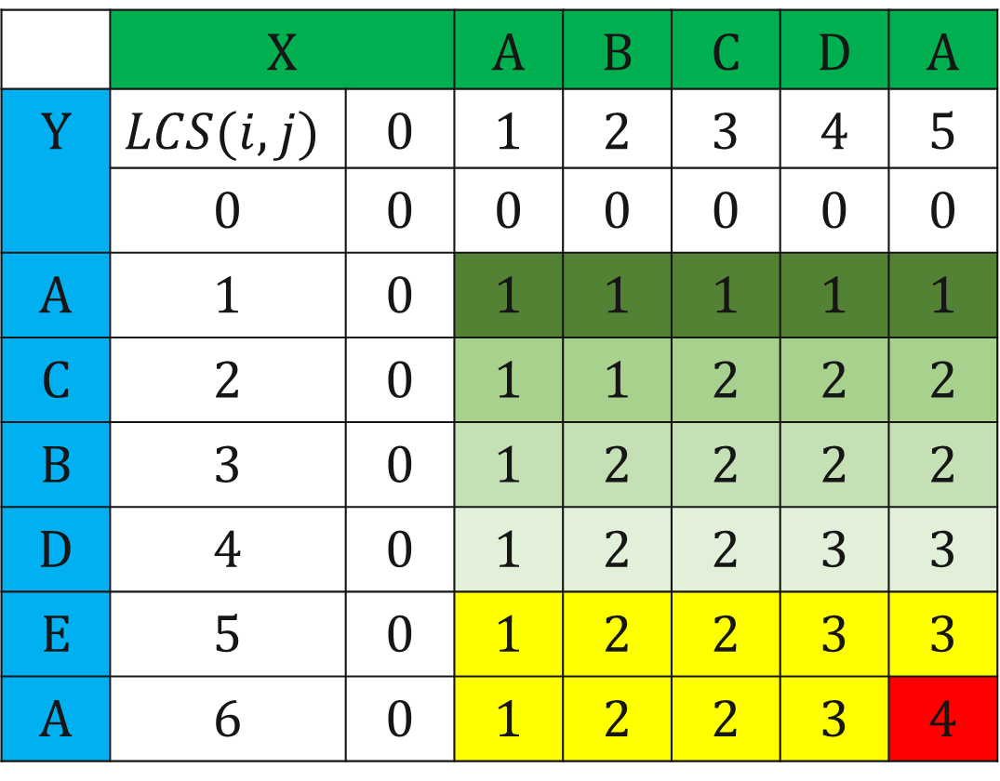 X A B C D A
Y LCS(i, j) 0 1 2 3 4 5
0 0 0 0 0 0 0
A 1 0 1 1 1 1 1
C 2 0 1 1 2 2 2
B 3 0 1 2 2 2 2
D 4 0 1 2 2 3 3
E 5 0 1 2 2 3 3
A 6 0 1 2 2 3 4